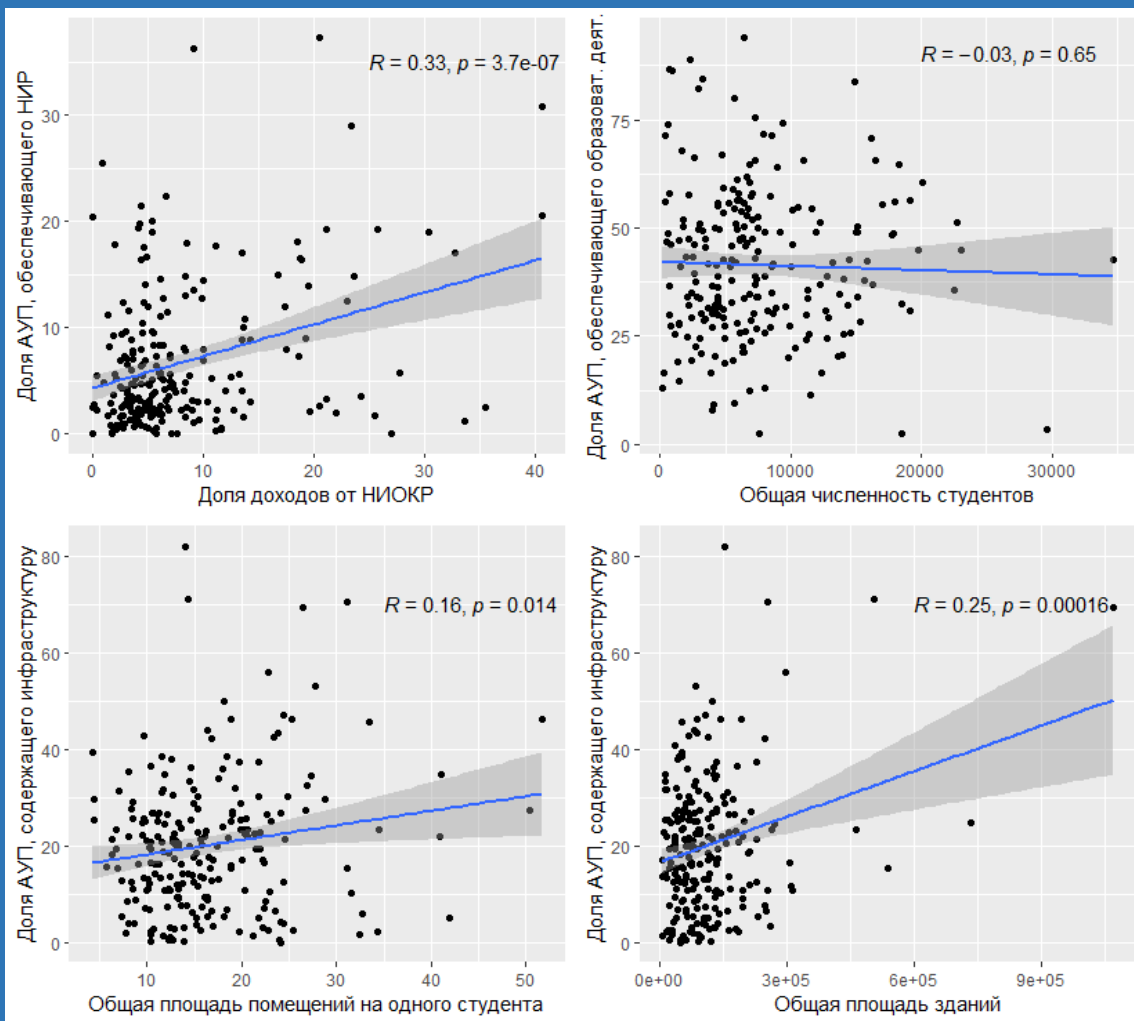 R = 0.33, p = 3.7e-07
Доля АУП, обеспечивающего НИР
30
20
10
0
0 10 20 30 40
Доля доходов от НИОКР
R = −0.03, p = 0.65
Доля АУП, обеспечивающего образоват. деят.
75
50
25
0
0 10000 20000 30000
Общая численность студентов
R = 0.16, p = 0.014
Доля АУП, содержащего инфраструктуру
80
60
40
20
0
10 20 30 40 50
Общая площадь помещений на одного студента
R = 0.25, p = 0.00016
Доля АУП, содержащего инфраструктуру
80
60
40
20
0
0e+00 3e+05 6e+05 9e+05
Общая площадь зданий